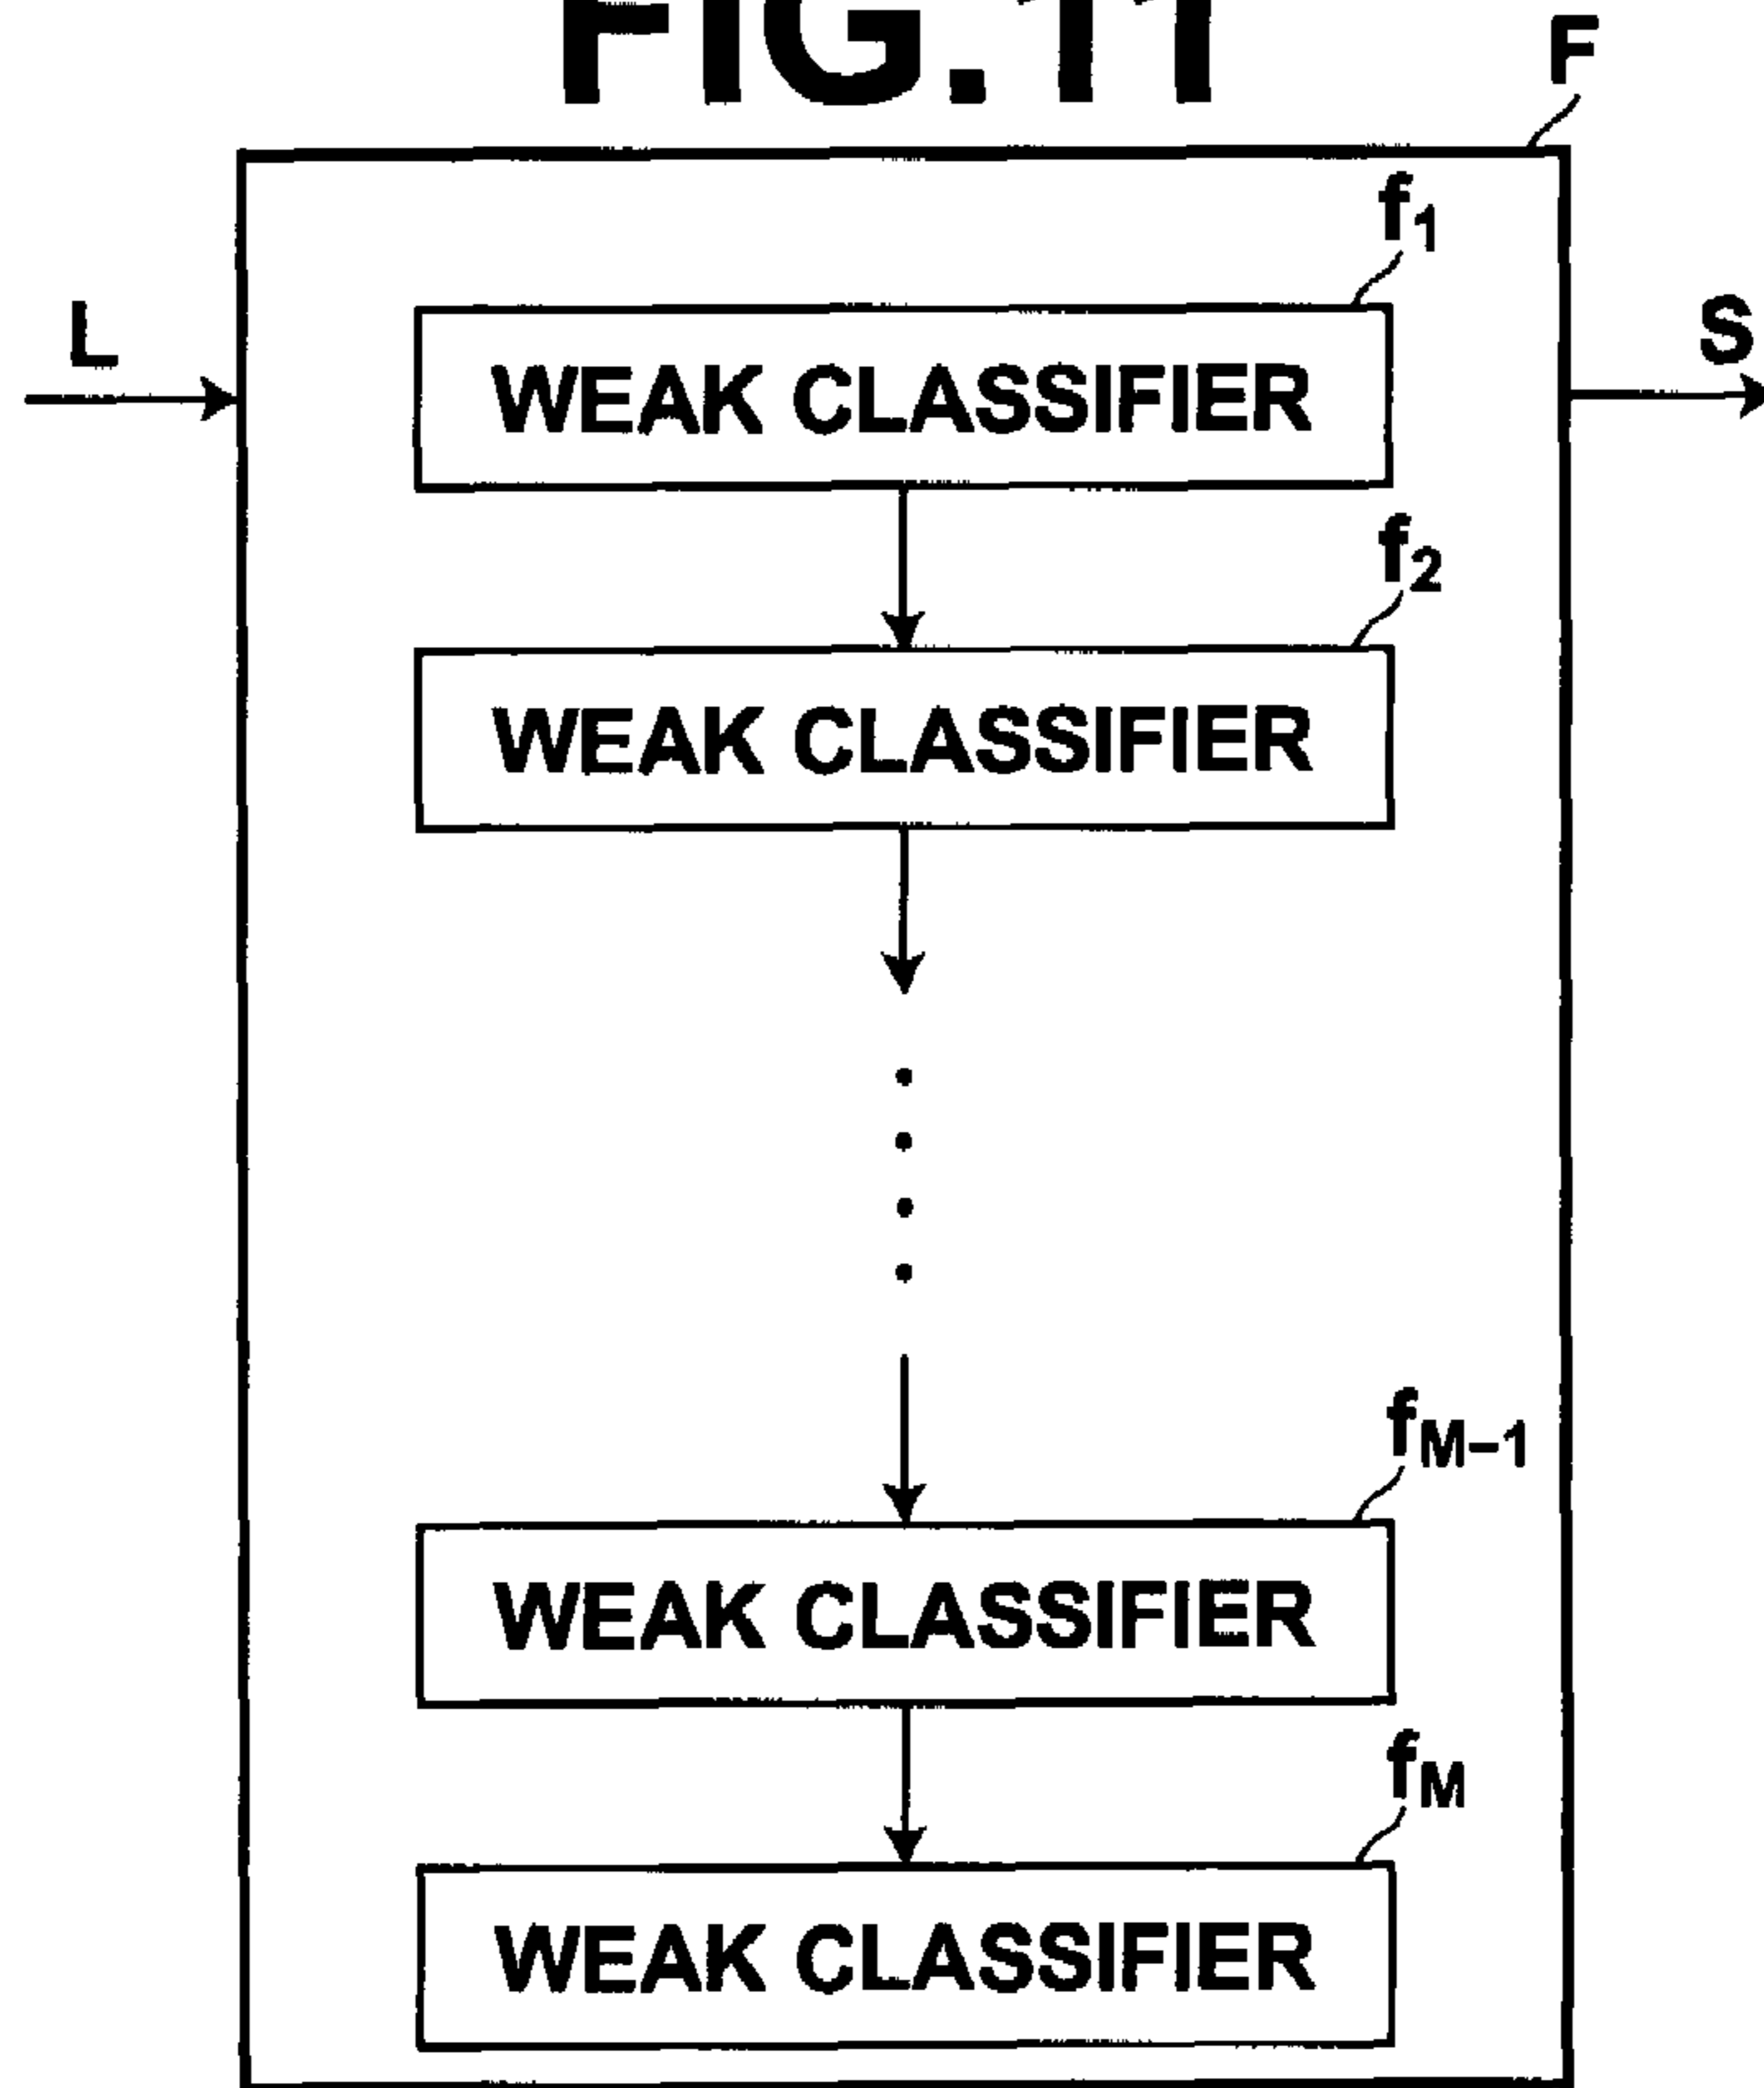 FIG.11
F
f1
L
S
WEAK CLASSIFIER
f2
WEAK CLASSIFIER
fM-1
WEAK CLASSIFIER
fM
WEAK CLASSIFIER